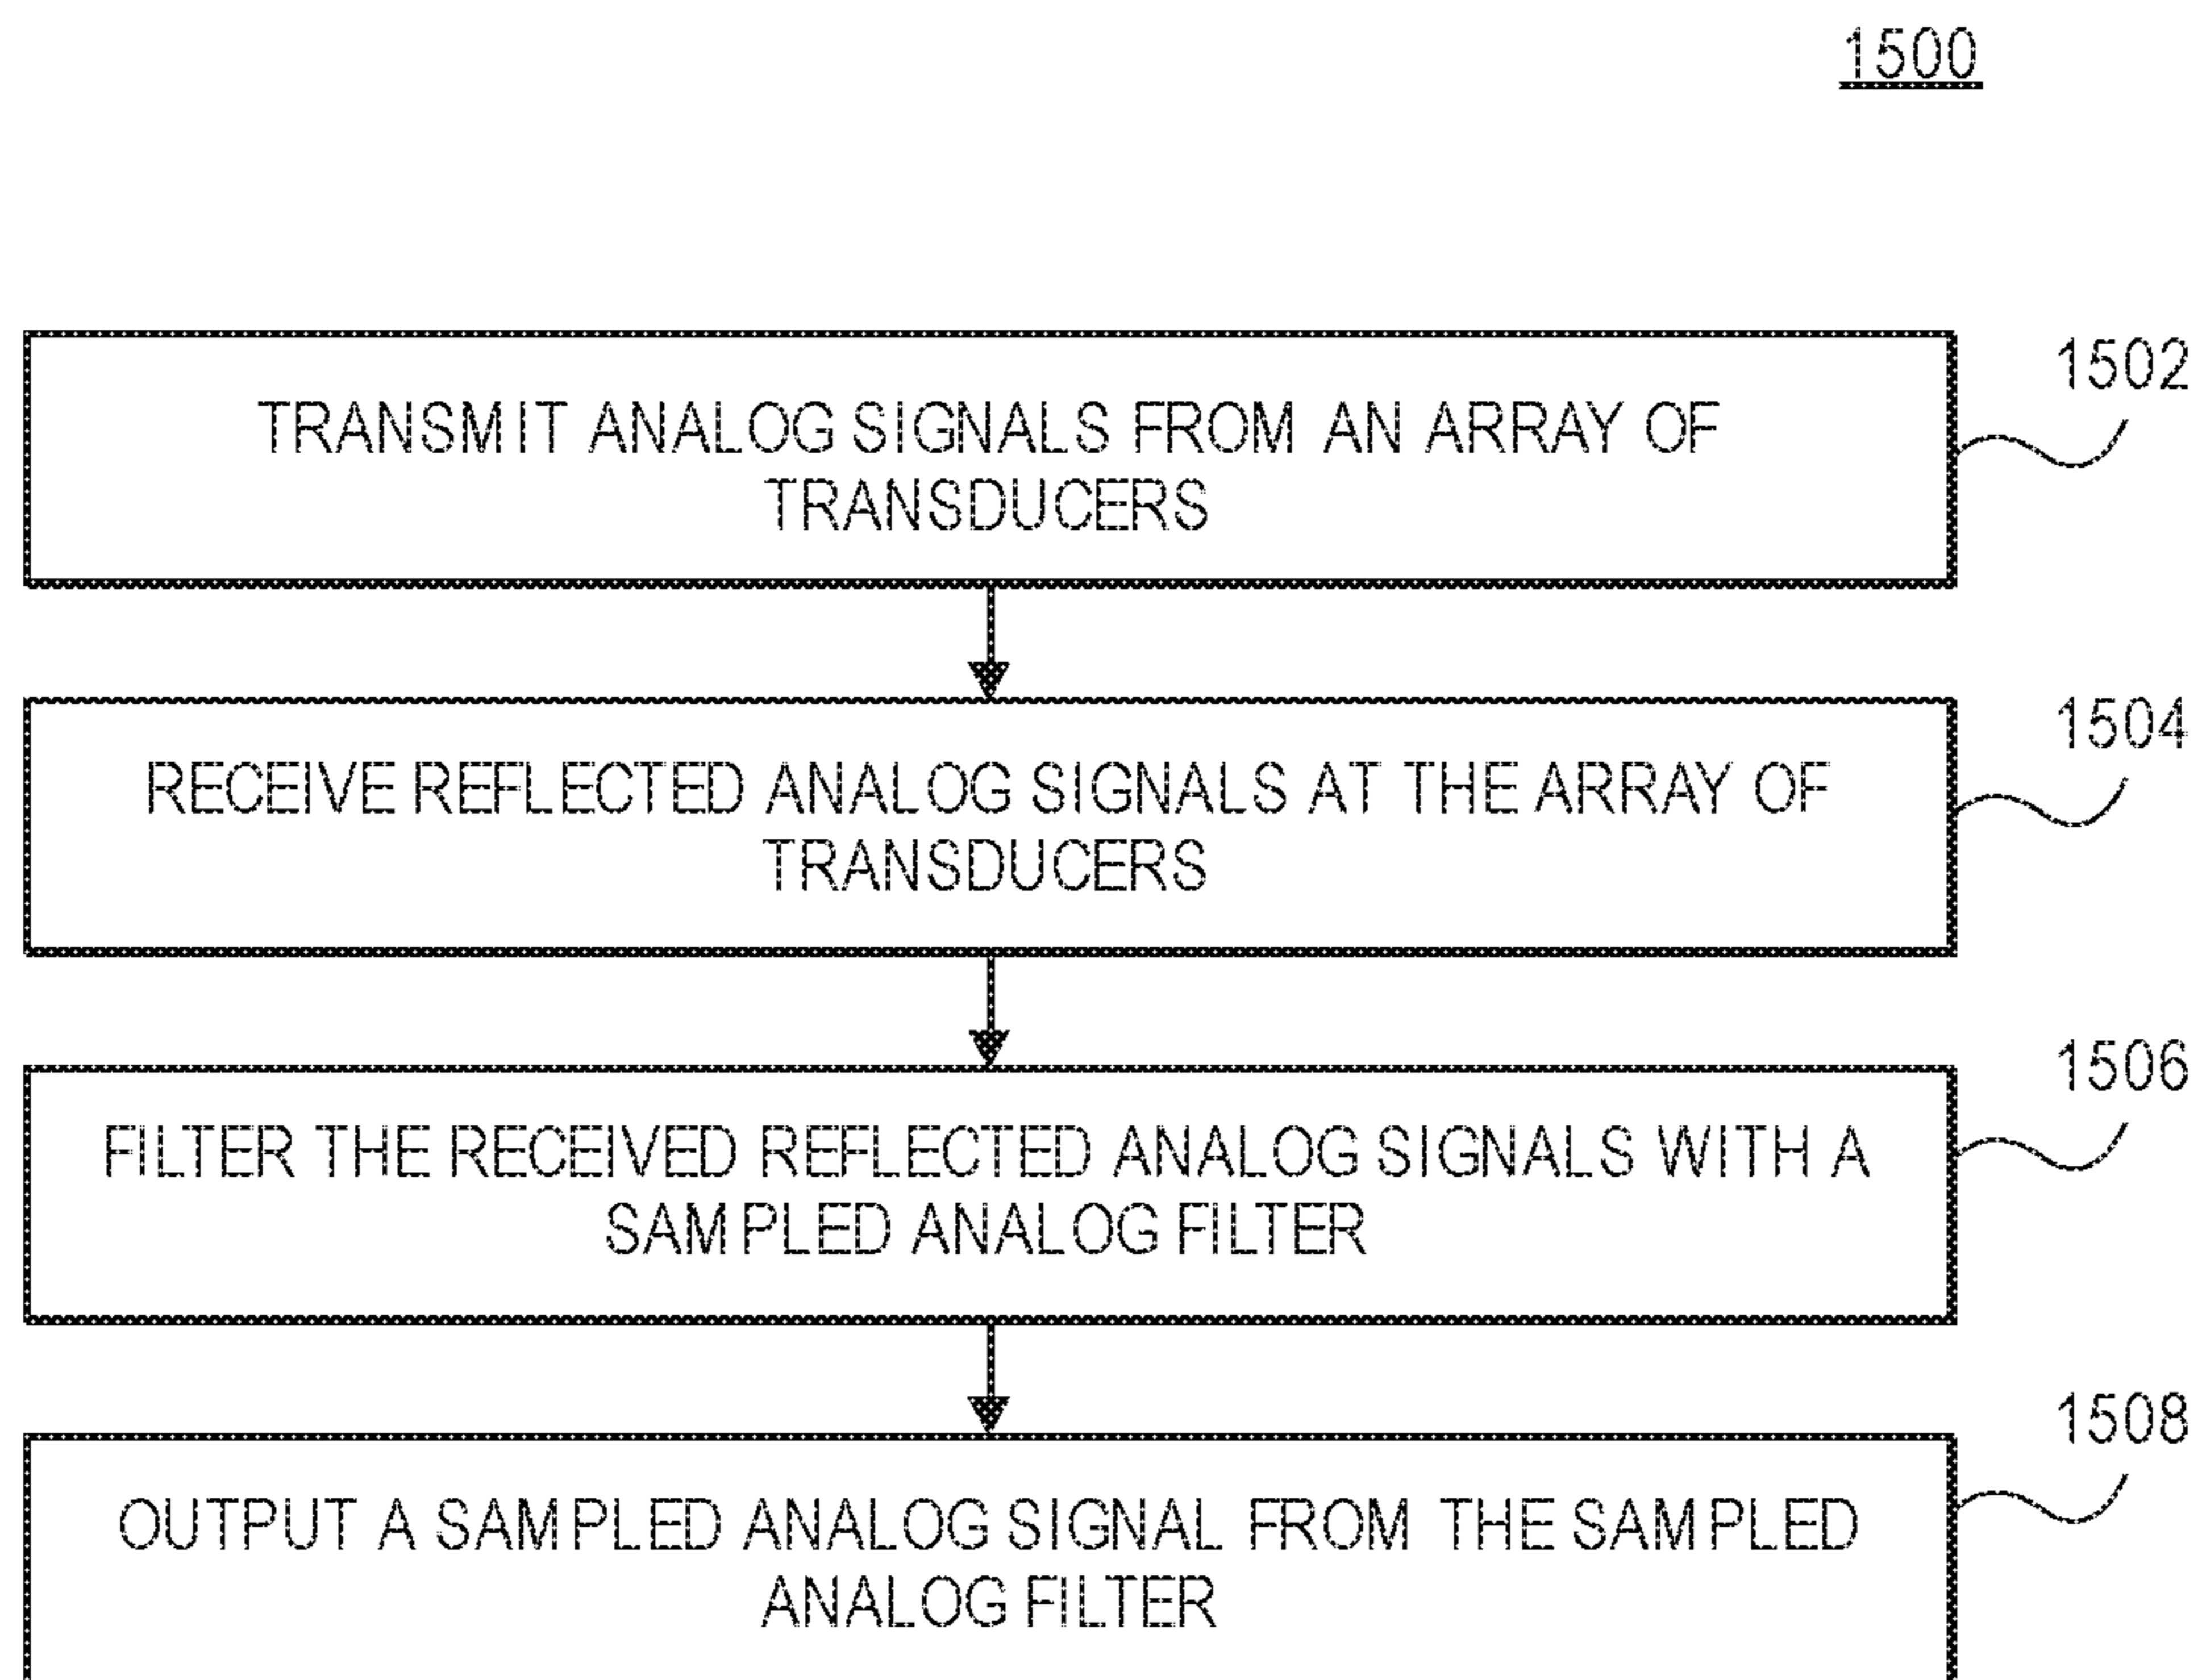 1500
1502
TRANSMIT ANALOG SIGNALS FROM AN ARRAY OF
TRANSDUCERS
1504
RECEIVE REFLECTED ANALOG SIGNALS AT THE ARRAY OF
TRANSDUCERS
1506
FILTER THE RECEIVED REFLECTED ANALOG SIGNALS WITH A
SAMPLED ANALOG FILTER
1508
OUTPUT A SAMPLED ANALOG SIGNAL FROM THE SAMPLED
ANALOG FILTER